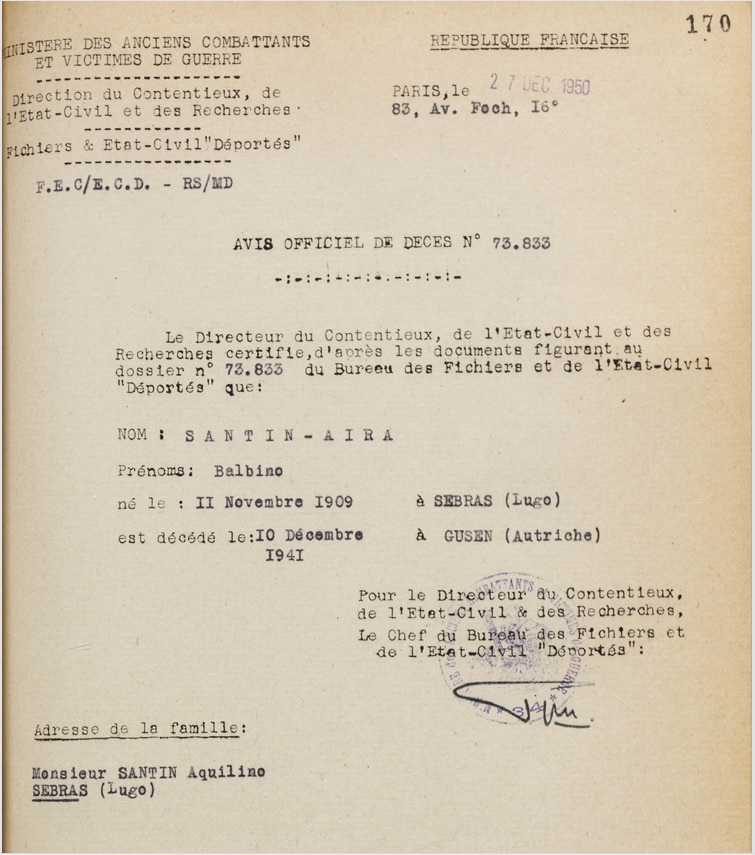 170
MINISTERE DES ANCIENS COMBATTANTS
ET VICTIMES DE GUERRE
REPUBLIQUE FRANCAISE
Direction du Contentieux, de
l'Etat-Civil et des Recherches.
PARIS, le 27 DEC. 1950
83, Av. Foch, I6°
Fichiers & Etat-Civil"Déportés"
F.E.C/E.C.D. - RS/MD
AVIS OFFICIEL DE DECES N° 73.833
-:-:-:-:-:-:-:-:-
Le Directeur du Contentieux, de l'Etat-Civil et des
Recherches certifie,d'après les documents figurant au
dossier n° 73.833 du Bureau des Fichiers et de l'Etat-Civil
"Déportés" que:
NOM : S A N T I N - A I R A
Prénoms: Balbino
né le : II Novembre I909 à SEBRAS (Lugo)
est décédé le:I0 Décembre à GUSEN (Autriche)
I94I
Pour le Directeur du Contentieux,
de l'Etat-Civil & des Recherches,
Le Chef du Bureau des Fichiers et
de l'Etat-Civil "Déportés":
Adresse de la famille:
Monsieur SANTIN Aquilino
SEBRAS (Lugo)